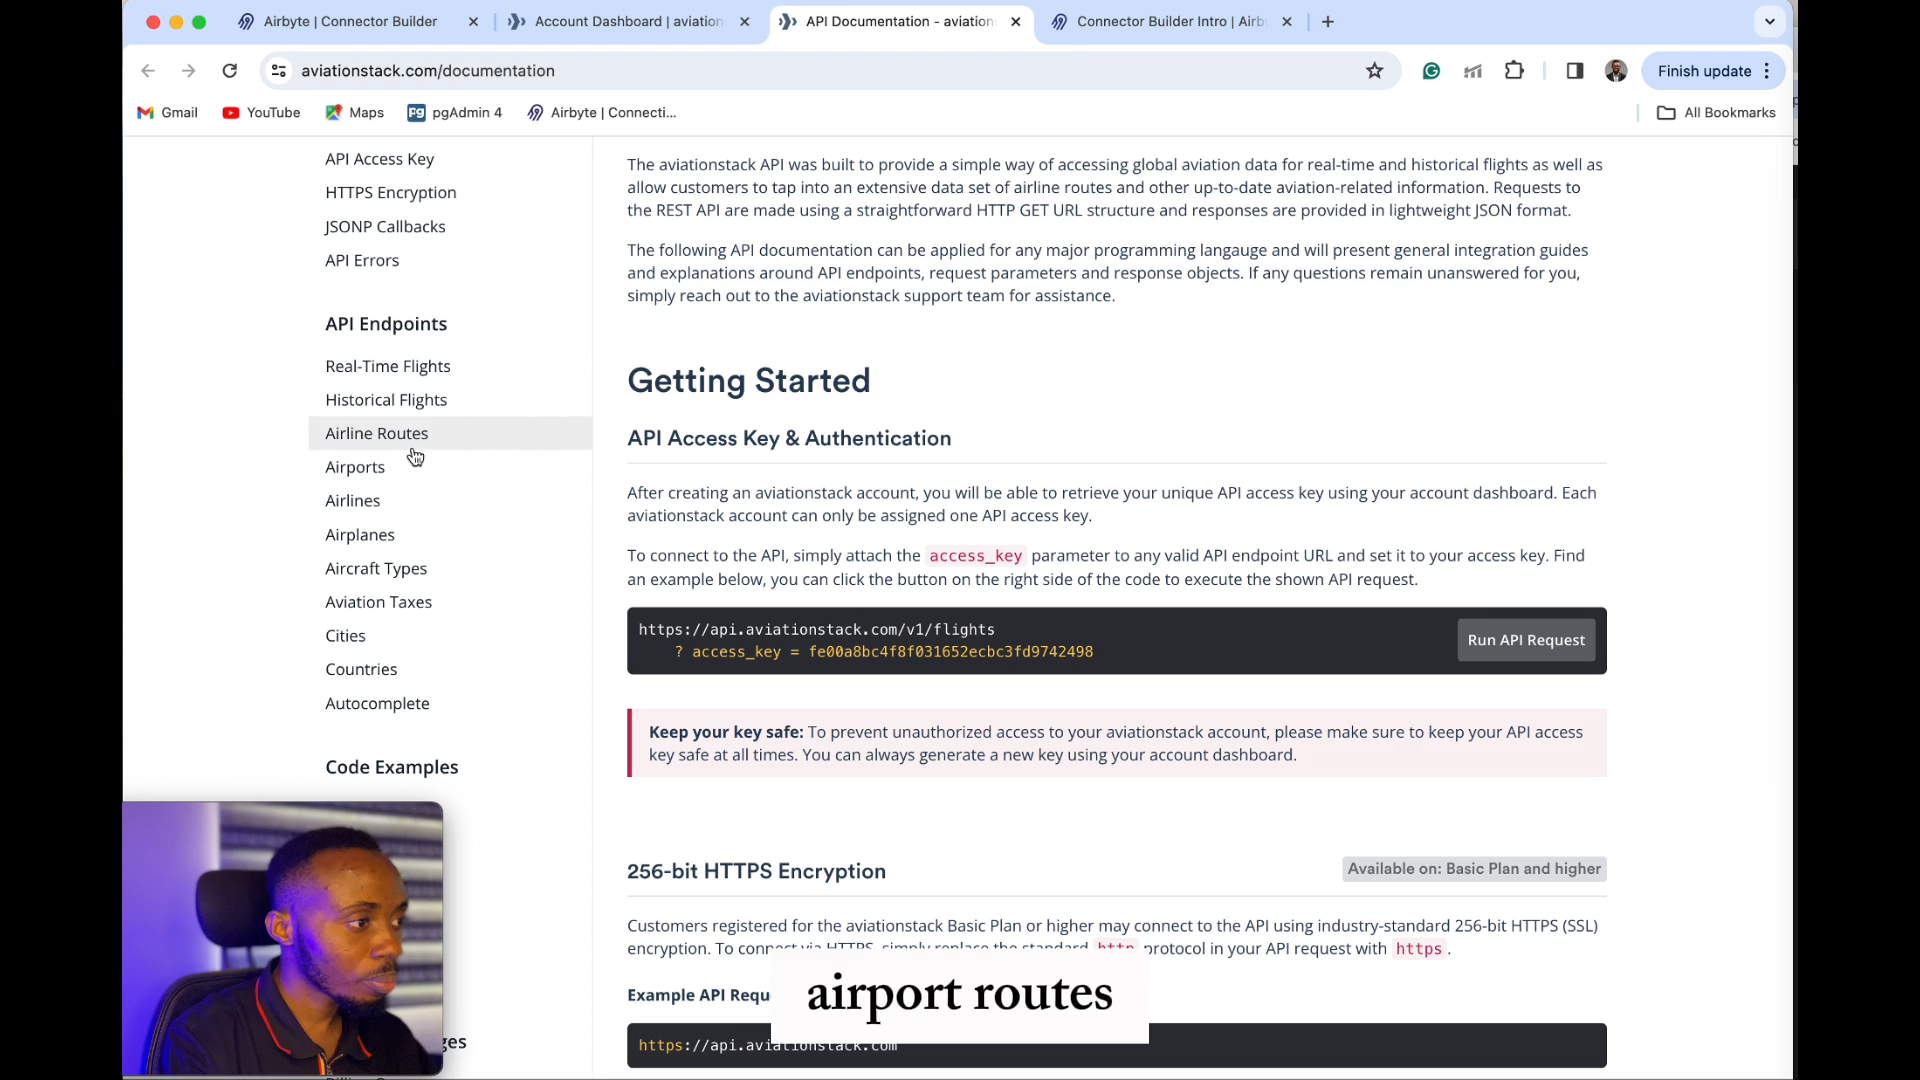 Airbyte | Connector Builder
Account Dashboard | aviation
API Documentation - aviation
Connector Builder Intro | Airb
aviationstack.com/documentation
Finish update
Gmail
YouTube
Maps
Pg
pgAdmin 4
Airbyte | Connecti...
All Bookmarks
API Access Key
HTTPS Encryption
JSONP Callbacks
API Errors
API Endpoints
Real-Time Flights
Historical Flights
Airline Routes
Airports
Airlines
Airplanes
Aircraft Types
Aviation Taxes
Cities
Countries
Autocomplete
Code Examples
The aviationstack API was built to provide a simple way of accessing global aviation data for real-time and historical flights as well as
allow customers to tap into an extensive data set of airline routes and other up-to-date aviation-related information. Requests to
the REST API are made using a straightforward HTTP GET URL structure and responses are provided in lightweight JSON format.
The following API documentation can be applied for any major programming langauge and will present general integration guides
and explanations around API endpoints, request parameters and response objects. If any questions remain unanswered for you,
simply reach out to the aviationstack support team for assistance.
Getting Started
API Access Key & Authentication
After creating an aviationstack account, you will be able to retrieve your unique API access key using your account dashboard. Each
aviationstack account can only be assigned one API access key.
To connect to the API, simply attach the access_key parameter to any valid API endpoint URL and set it to your access key. Find
an example below, you can click the button on the right side of the code to execute the shown API request.
https://api.aviationstack.com/v1/flights
? access_key = fe00a8bc4f8f031652ecbc3fd9742498
Run API Request
Keep your key safe: To prevent unauthorized access to your aviationstack account, please make sure to keep your API access
key safe at all times. You can always generate a new key using your account dashboard.
256-bit HTTPS Encryption
Available on: Basic Plan and higher
Customers registered for the aviationstack Basic Plan or higher may connect to the API using industry-standard 256-bit HTTPS (SSL)
encryption. To connect via HTTPS, simply replace the standard http protocol in your API request with https.
Example API Requ
https://api.aviationstack.com
airport routes
ges